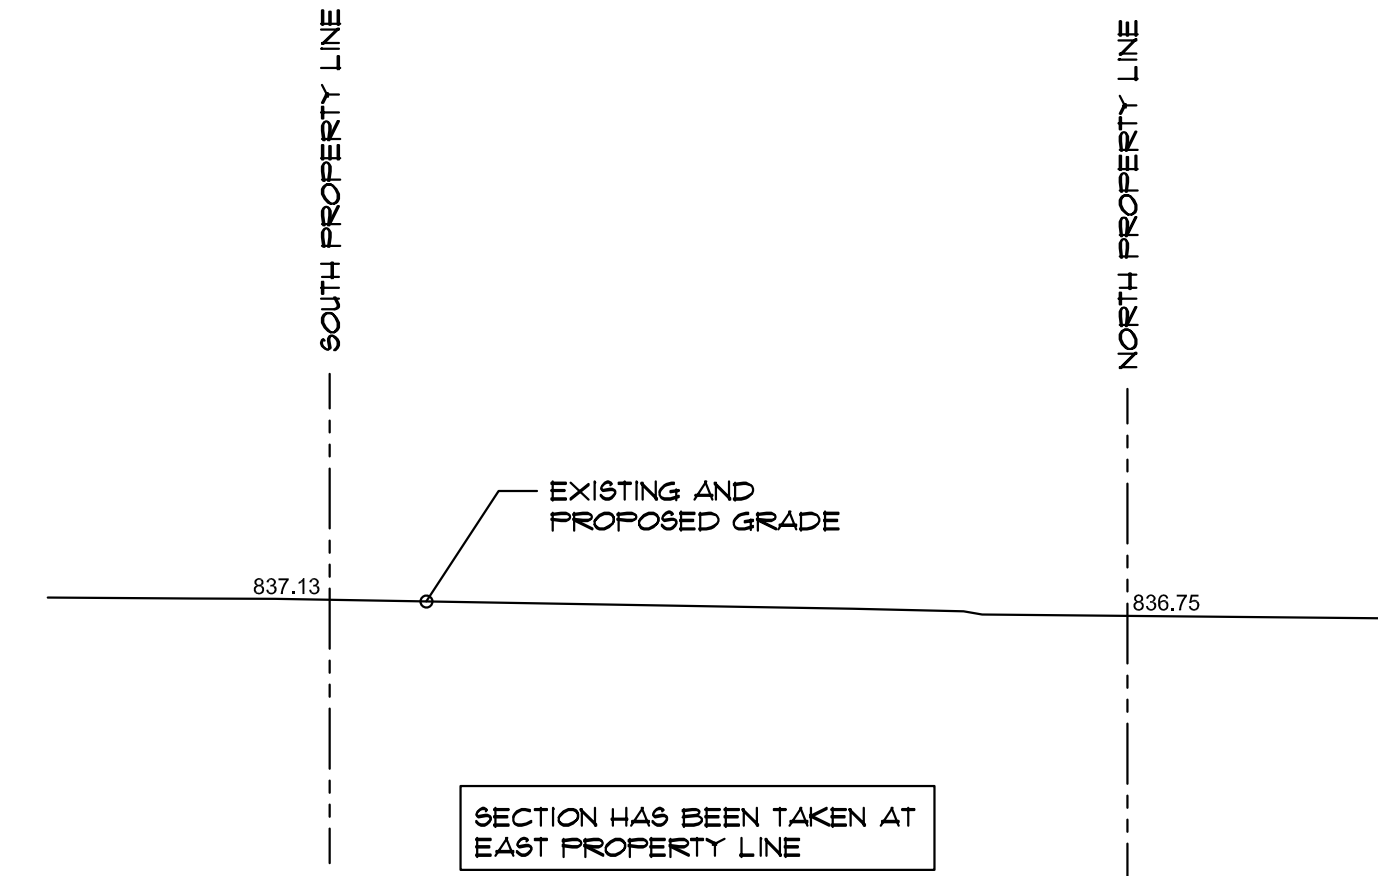 SOUTH PROPERTY LINE
NORTH PROPERTY LINE
EXISTING AND
PROPOSED GRADE
837.13
836.75
SECTION HAS BEEN TAKEN AT
EAST PROPERTY LINE